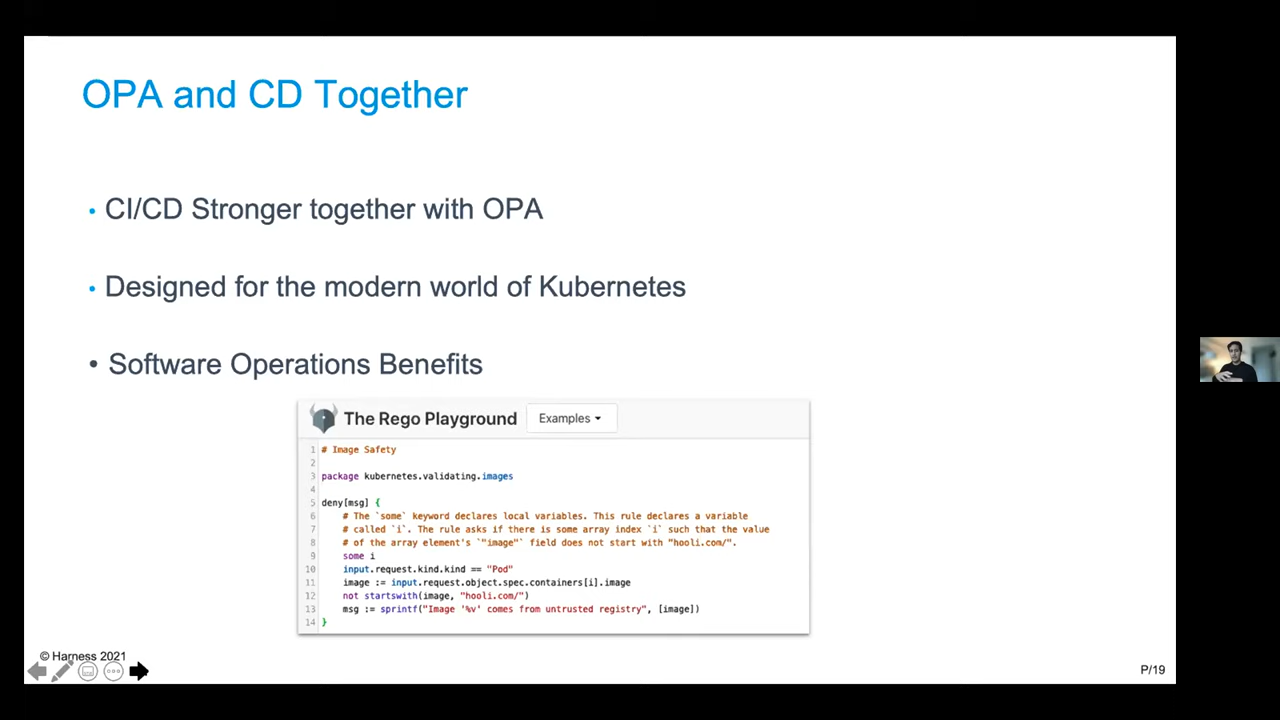 OPA and CD Together
• CI/CD Stronger together with OPA
• Designed for the modern world of Kubernetes
• Software Operations Benefits
The Rego Playground Examples
1 # Image Safety
2
3 package kubernetes.validating.images
4
5 deny[msg] {
6 # The `some` keyword declares local variables. This rule declares a variable
7 # called `i`. The rule asks if there is some array index `i` such that the value
8 # of the array element's `"image"` field does not start with "hooli.com/".
9 some i
10 input.request.kind.kind == "Pod"
11 image := input.request.object.spec.containers[i].image
12 not startswith(image, "hooli.com/")
13 msg := sprintf("Image '%v' comes from untrusted registry", [image])
14 }
© Harness 2021
P/19